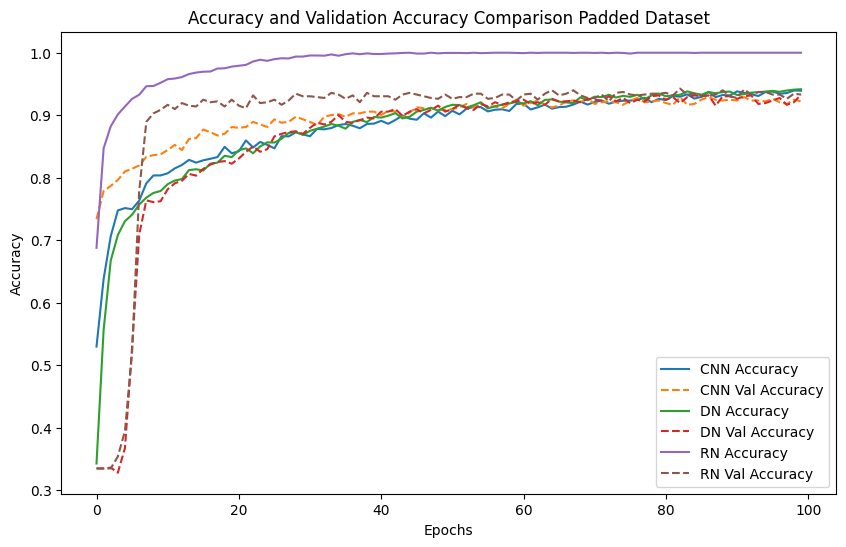 Accuracy and Validation Accuracy Comparison Padded Dataset
1.0
0.9
0.8
0.7
0.6
0.5
0.4
0.3
Accuracy
CNN Accuracy
CNN Val Accuracy
DN Accuracy
DN Val Accuracy
RN Accuracy
RN Val Accuracy
0 20 40 60 80 100
Epochs